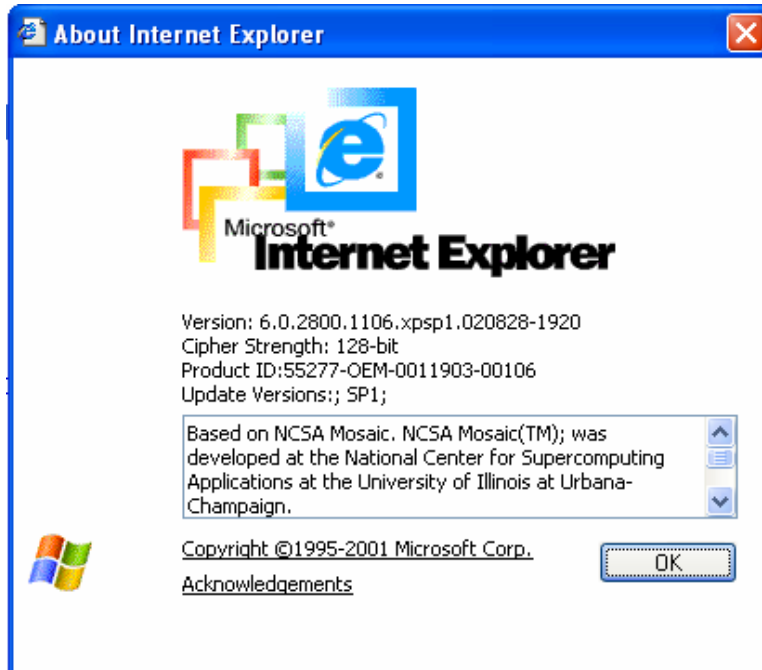 About Internet Explorer
Microsoft®
Internet Explorer
Version: 6.0.2800.1106.xpsp1.020828-1920
Cipher Strength: 128-bit
Product ID:55277-OEM-0011903-00106
Update Versions:; SP1;
Based on NCSA Mosaic. NCSA Mosaic(TM); was
developed at the National Center for Supercomputing
Applications at the University of Illinois at Urbana-
Champaign.
Copyright ©1995-2001 Microsoft Corp.
OK
Acknowledgements